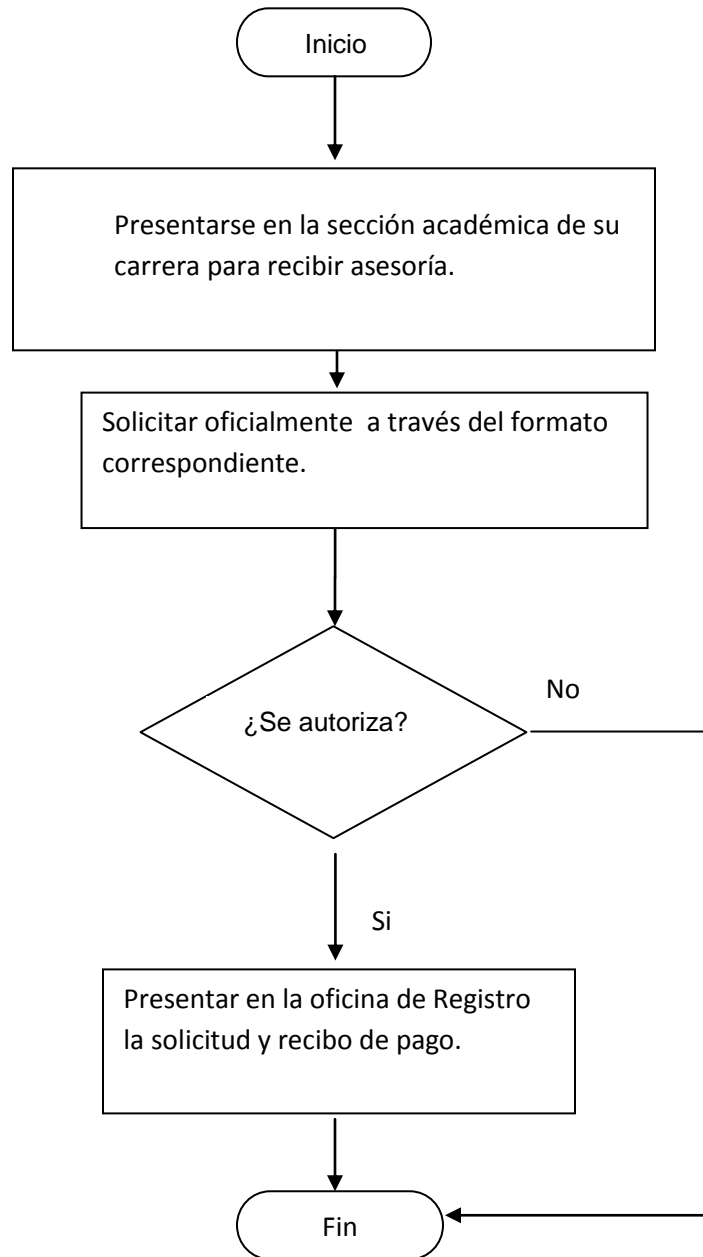 Inicio
Presentarse en la sección académica de su
carrera para recibir asesoría.
Solicitar oficialmente  a través del formato
correspondiente.
¿Se autoriza?
No
Si
Presentar en la oficina de Registro
la solicitud y recibo de pago.
Fin